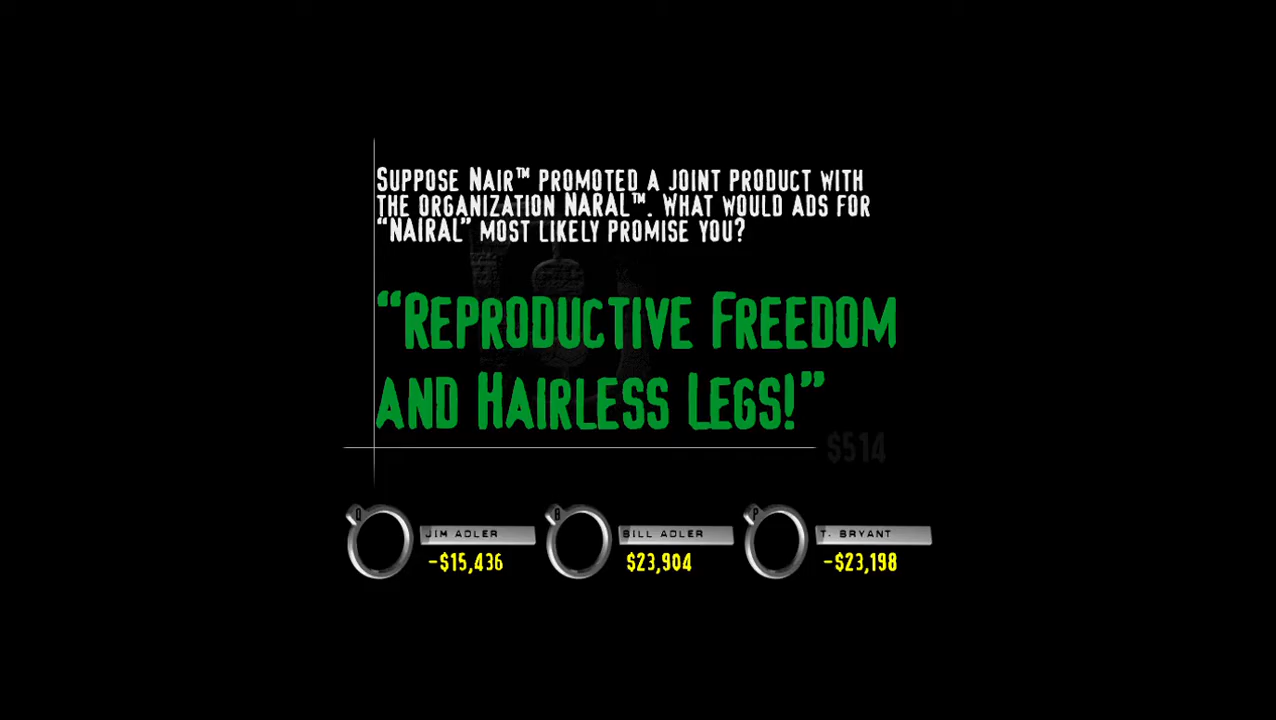 Suppose Nair™ promoted a joint product with
the organization NARAL™. What would ads for
“NAIRAL” most likely promise you?
“Reproductive Freedom
and Hairless Legs!”
$514
Q B P
JIM ADLER BILL ADLER T. BRYANT
-$15,436 $23,904 -$23,198